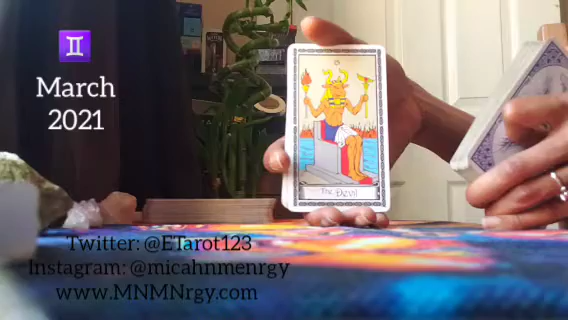 ♊
March
2021
The Devil
Twitter: @ETarot123
Instagram: @micahnmenrgy
www.MNMNrgy.com